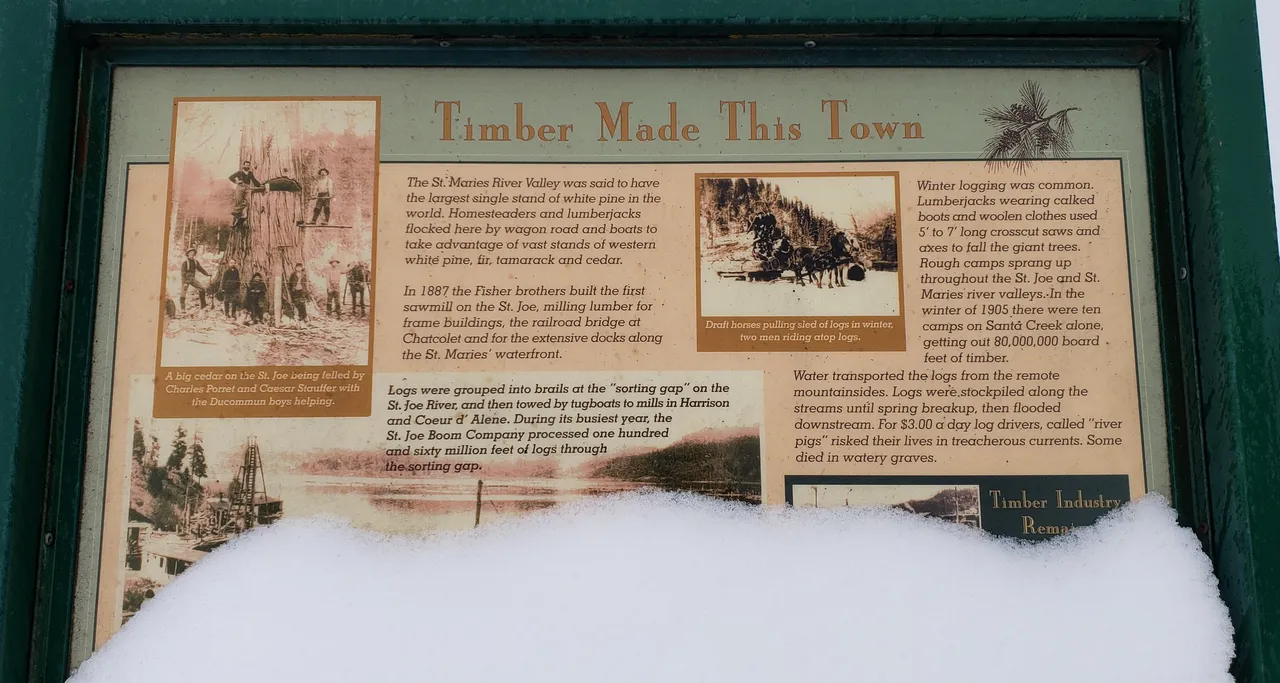 Timber Made This Town
A big cedar on the St. Joe being felled by
Charles Porret and Caesar Stauffer with
the Ducommun boys helping.
The St. Maries River Valley was said to have
the largest single stand of white pine in the
world. Homesteaders and lumberjacks
flocked here by wagon road and boats to
take advantage of vast stands of western
white pine, fir, tamarack and cedar.
In 1887 the Fisher brothers built the first
sawmill on the St. Joe, milling lumber for
frame buildings, the railroad bridge at
Chatcolet and for the extensive docks along
the St. Maries' waterfront.
Logs were grouped into brails at the "sorting gap" on the
St. Joe River, and then towed by tugboats to mills in Harrison
and Coeur d' Alene. During its busiest year, the
St. Joe Boom Company processed one hundred
and sixty million feet of logs through
the sorting gap.
Draft horses pulling sled of logs in winter,
two men riding atop logs.
Winter logging was common.
Lumberjacks wearing calked
boots and woolen clothes used
5' to 7' long crosscut saws and
axes to fall the giant trees.
Rough camps sprang up
throughout the St. Joe and St.
Maries river valleys. In the
winter of 1905 there were ten
camps on Santa Creek alone,
getting out 80,000,000 board
feet of timber.
Water transported the logs from the remote
mountainsides. Logs were stockpiled along the
streams until spring breakup, then flooded
downstream. For $3.00 a day log drivers, called "river
pigs" risked their lives in treacherous currents. Some
died in watery graves.
Timber Industry